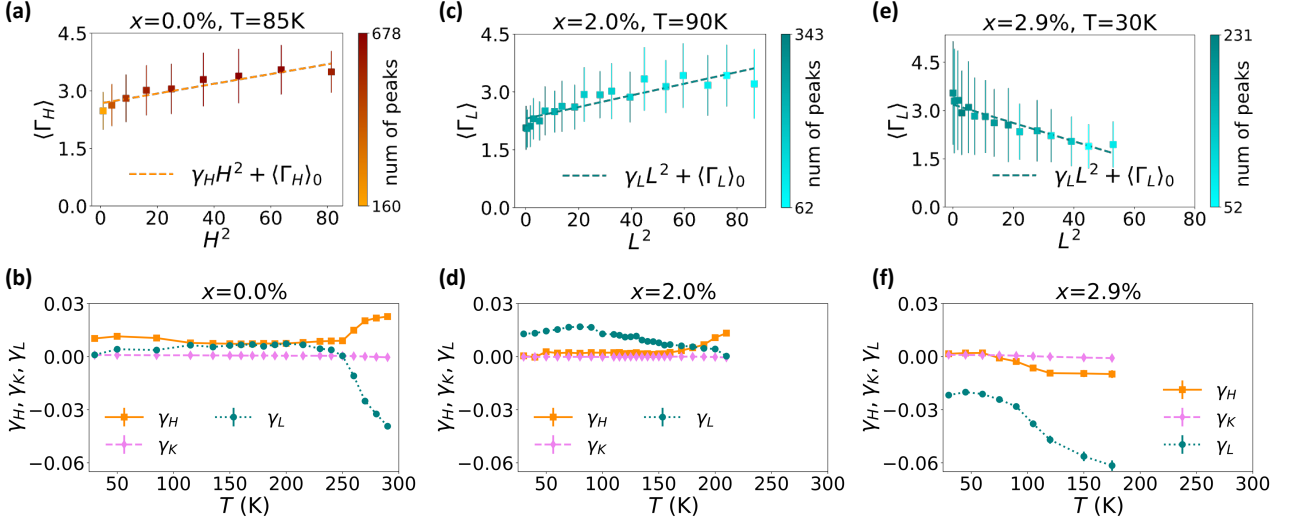 (a)
x=0.0%, T=85K
4.5
3.0
1.5
0.0
⟨Γ_H⟩
0 20 40 60 80
H²
γ_H H² + ⟨Γ_H⟩₀
678
num of peaks
160
(c)
x=2.0%, T=90K
4.5
3.0
1.5
0.0
⟨Γ_L⟩
0 20 40 60 80
L²
γ_L L² + ⟨Γ_L⟩₀
343
num of peaks
62
(e)
x=2.9%, T=30K
4.5
3.0
1.5
0.0
⟨Γ_L⟩
0 20 40 60 80
L²
γ_L L² + ⟨Γ_L⟩₀
231
num of peaks
52
(b)
x=0.0%
0.03
0.00
−0.03
−0.06
γ_H, γ_K, γ_L
γ_H
γ_K
γ_L
50 100 150 200 250 300
T (K)
(d)
x=2.0%
0.03
0.00
−0.03
−0.06
γ_H, γ_K, γ_L
γ_H
γ_K
γ_L
50 100 150 200 250 300
T (K)
(f)
x=2.9%
0.03
0.00
−0.03
−0.06
γ_H, γ_K, γ_L
γ_H
γ_K
γ_L
50 100 150 200 250 300
T (K)